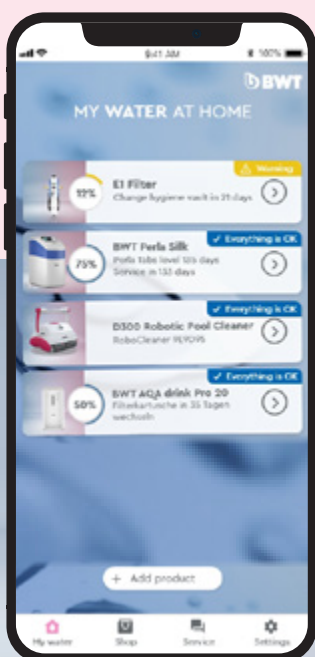 9:41 AM
100%
BWT
MY WATER AT HOME
Warning
12%
E1 Filter
Change hygiene vault in 21 days
Everything is OK
75%
BWT Perla Silk
Perla Tabs level 135 days
Service in 133 days
Everything is OK
D300 Robotic Pool Cleaner
RoboCleaner
Everything is OK
50%
BWT AQA drink Pro 20
Filterkartusche in 35 Tagen
wechseln
+ Add product
My water
Shop
Service
Settings